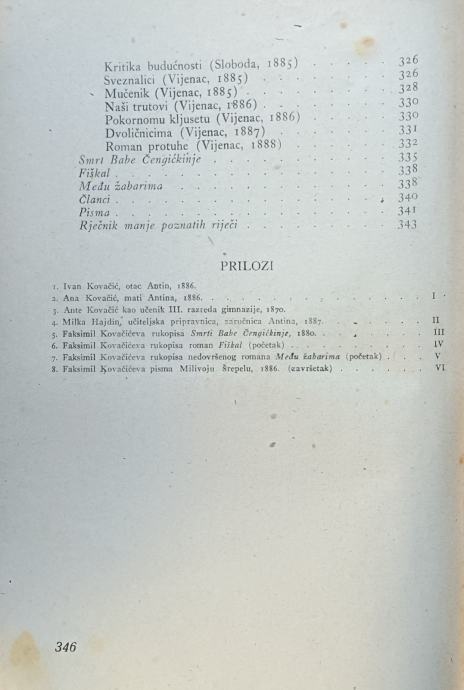 Kritika budućnosti (Sloboda, 1885) . . . . 326
Sveznalici (Vijenac, 1885) . . . . . . 326
Mučenik (Vijenac, 1885) . . . . . . 328
Naši trutovi (Vijenac, 1886) . . . . . . 330
Pokornomu kljusetu (Vijenac, 1886) . . . . 330
Dvoličnicima (Vijenac, 1887) . . . . . 331
Roman protuhe (Vijenac, 1888) . . . . . 332
Smrt Babe Čengićkinje . . . . . . . . 335
Fiškal . . . . . . . . . . . . 338
Među žabarima . . . . . . . . . . 338
Članci . . . . . . . . . . . . 340
Pisma . . . . . . . . . . . . 341
Rječnik manje poznatih riječi . . . . . . . 343
PRILOZI
1. Ivan Kovačić, otac Antin, 1886.
2. Ana Kovačić, mati Antina, 1886. . . . . . . . . . I
3. Ante Kovačić kao učenik III. razreda gimnazije, 1870.
4. Milka Hajdin, učiteljska pripravnica, zaručnica Antina, 1887. . . . . . II
5. Faksimil Kovačićeva rukopisa Smrti Babe Čengićkinje, 1880. . . . . . III
6. Faksimil Kovačićeva rukopisa roman Fiškal (početak) . . . . . . . IV
7. Faksimil Kovačićeva rukopisa nedovršenog romana Među žabarima (početak) . . . V
8. Faksimil Kovačićeva pisma Milivoju Šrepelu, 1886. (završetak) . . . . . VI
346